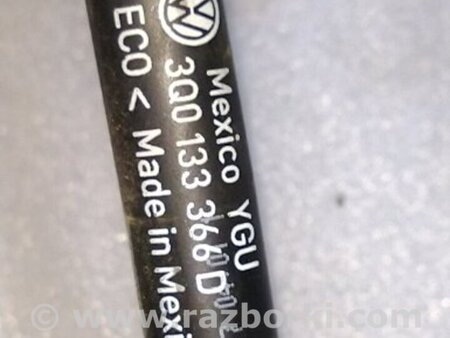 Mexico YGU
3Q0 133 366 D
ECO < Made in Mexi
© www.razborki.com